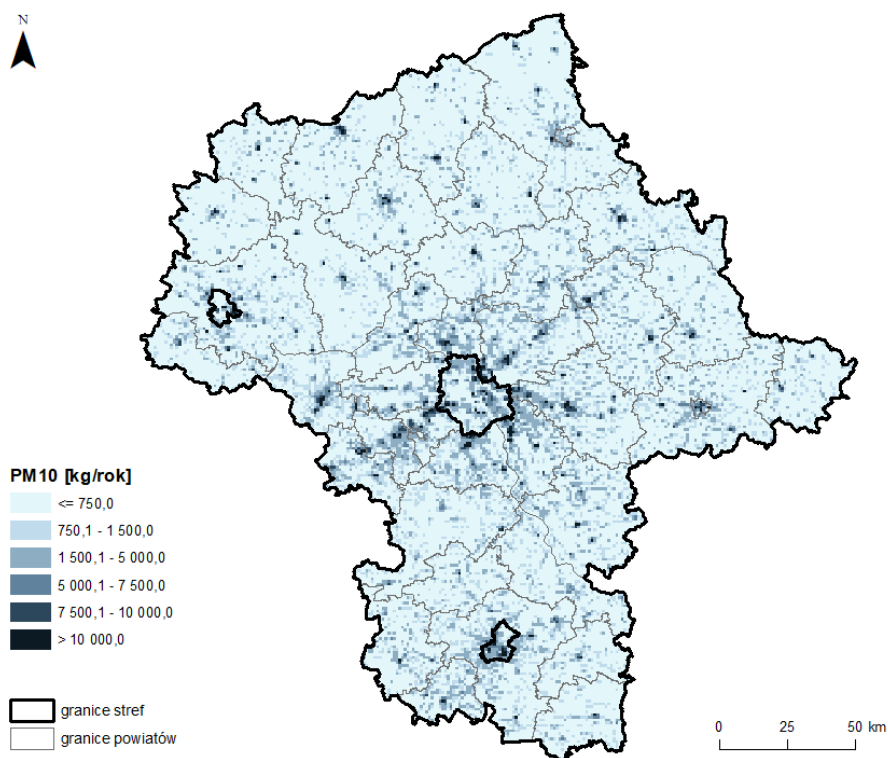 N
PM10 [kg/rok]
<= 750,0
750,1 - 1 500,0
1 500,1 - 5 000,0
5 000,1 - 7 500,0
7 500,1 - 10 000,0
> 10 000,0
granice stref
granice powiatów
0 25 50 km